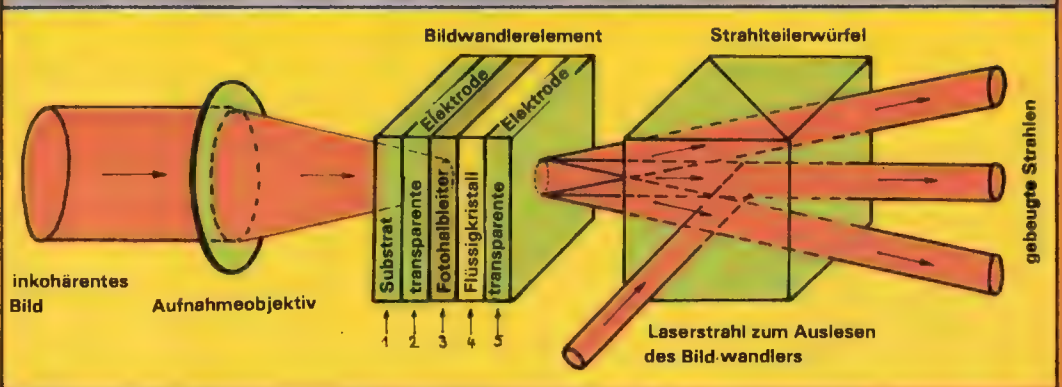 Bildwandlerelement
Strahlteilerwürfel
Elektrode
Elektrode
Substrat
transparente
Fotohalbleiter
Flüssigkristall
transparente
gebeugte Strahlen
inkohärentes
Bild
Aufnahmeobjektiv
1 2 3 4 5
Laserstrahl zum Auslesen
des Bild-wandlers